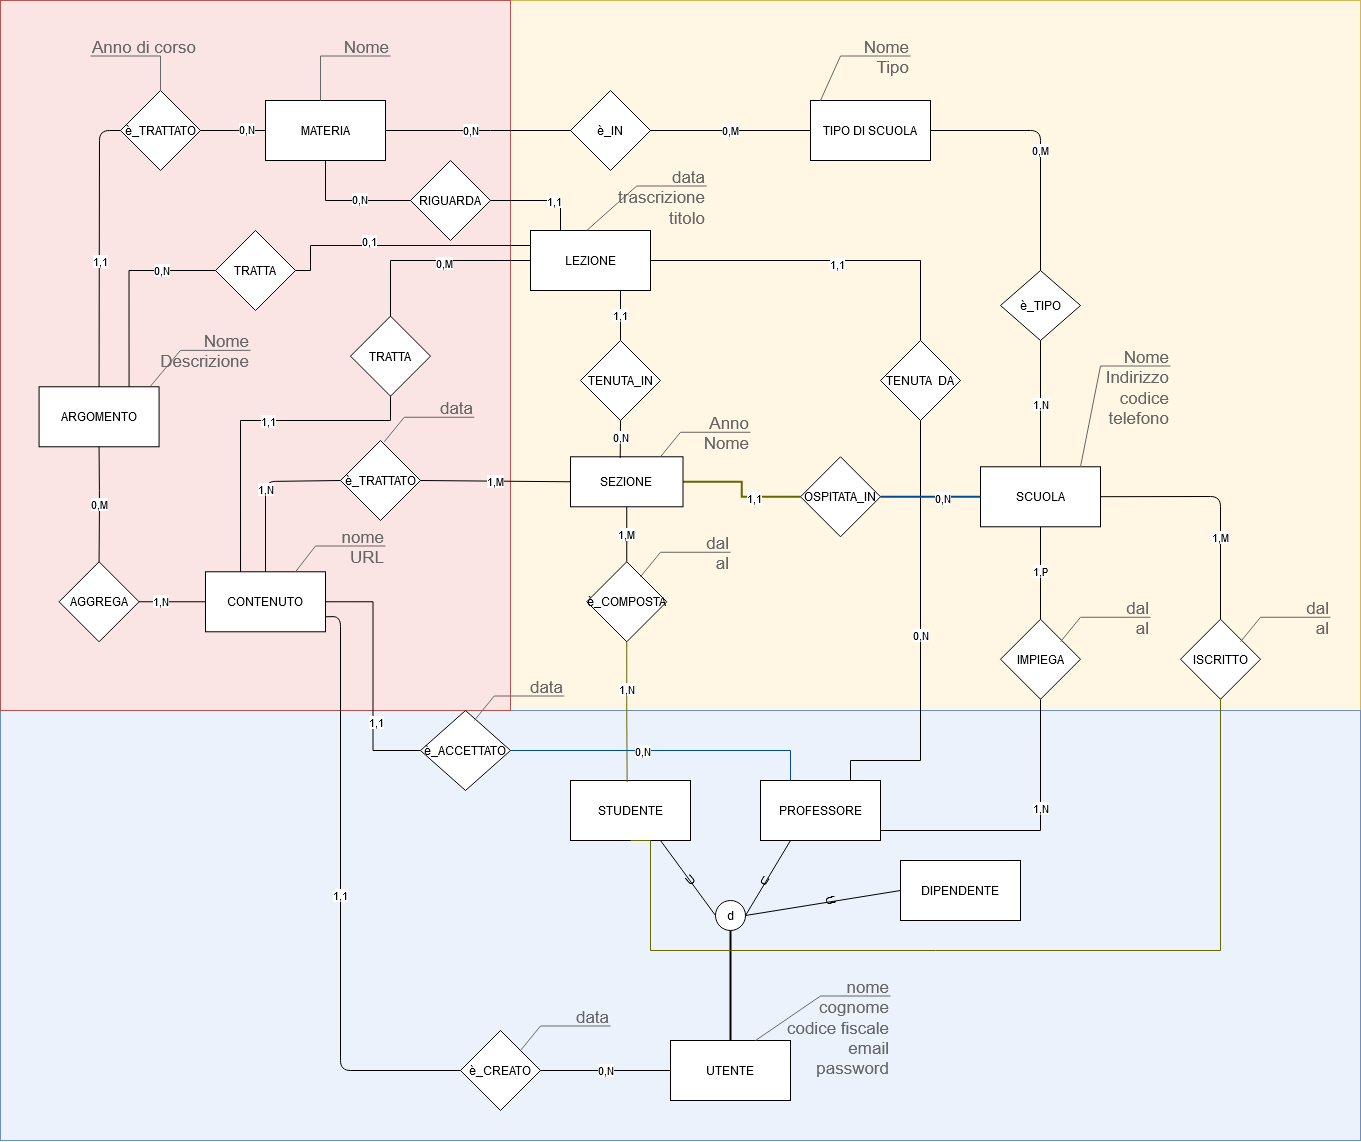 Anno di corso
Nome
Nome
Tipo
è_TRATTATO
0,N
MATERIA
0,N
è_IN
0,M
TIPO DI SCUOLA
0,M
data
trascrizione
titolo
0,N
RIGUARDA
1,1
0,1
1,1
0,N
TRATTA
0,M
LEZIONE
1,1
è_TIPO
1,1
Nome
Descrizione
TRATTA
TENUTA_IN
TENUTA DA
Nome
Indirizzo
codice
telefono
1,N
data
ARGOMENTO
1,1
Anno
Nome
0,N
1,N
è_TRATTATO
1,M
SEZIONE
1,1
OSPITATA_IN
0,N
SCUOLA
0,M
nome
URL
1,M
dal
al
1,M
1,P
AGGREGA
1,N
CONTENUTO
è_COMPOSTA
dal
al
dal
al
0,N
IMPIEGA
ISCRITTO
data
1,N
1,1
è_ACCETTATO
0,N
STUDENTE
PROFESSORE
1,N
U
U
DIPENDENTE
U
1,1
d
nome
cognome
codice fiscale
email
password
data
è_CREATO
0,N
UTENTE